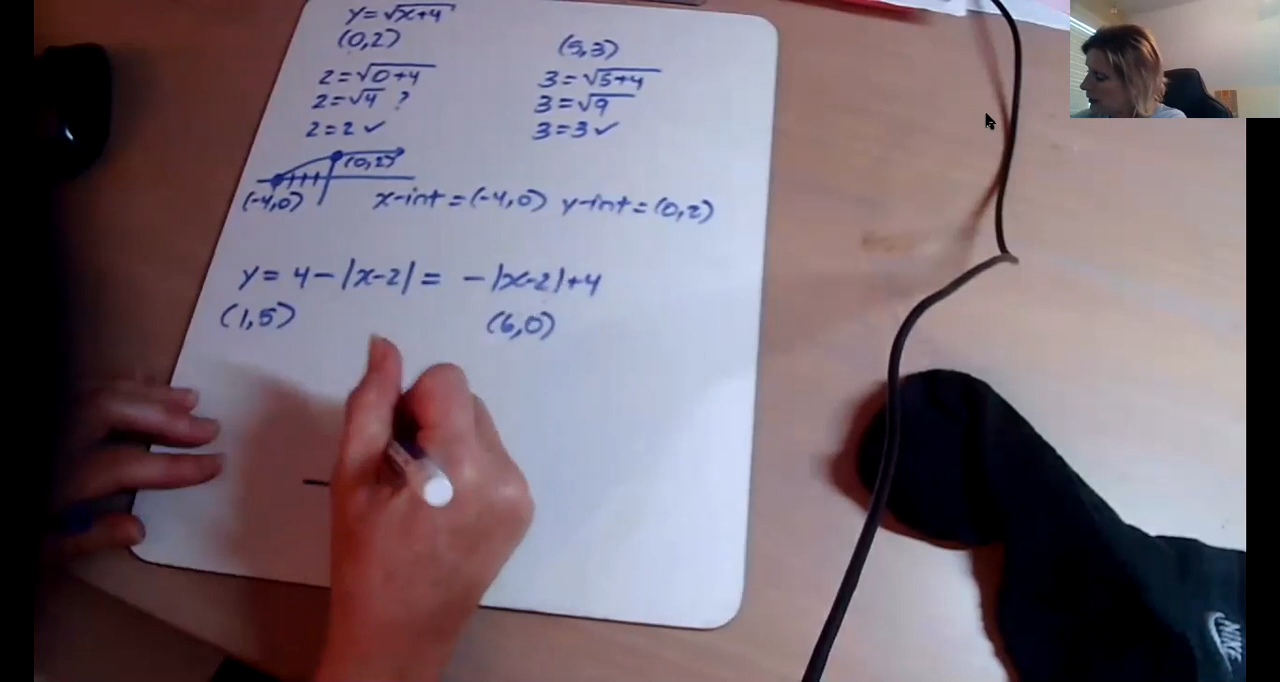 y=√x+4
(0,2) (5,3)
2=√0+4 3=√5+4
2=√4 ? 3=√9
2=2✓ 3=3✓
(0,2)
(-4,0) x-int=(-4,0) y-int=(0,2)
y= 4-|x-2|= -|x-2|+4
(1,5) (6,0)
NIKE